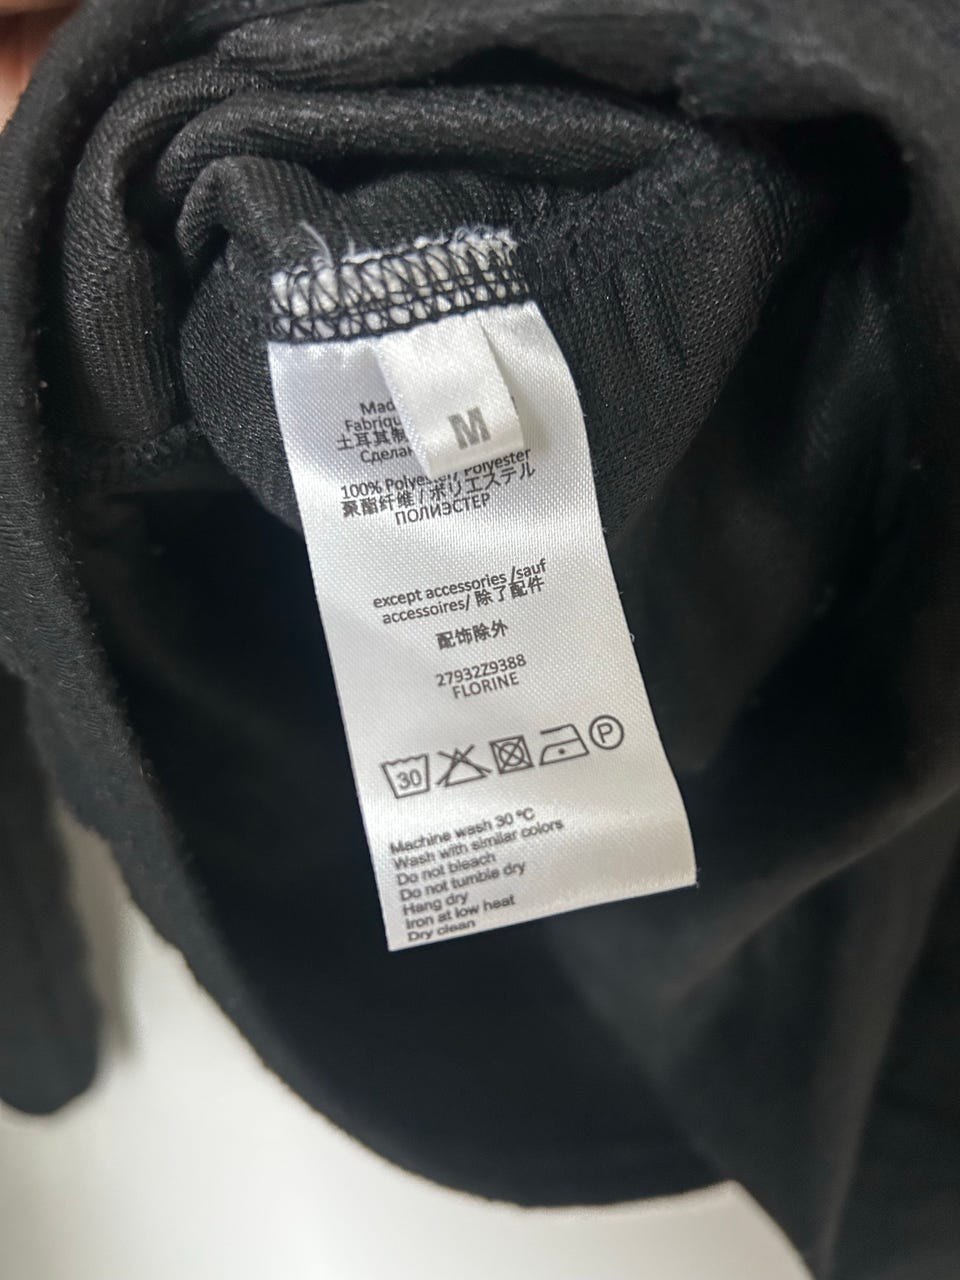 M
100% Polyester
聚酯纤维 / ポリエステル
ПОЛИЭСТЕР
except accessories /sauf
accessoires/ 除了配件
配饰除外
27932Z9388
FLORINE
30
P
Machine wash 30 °C
Wash with similar colors
Do not bleach
Do not tumble dry
Hang dry
Iron at low heat
Dry clean